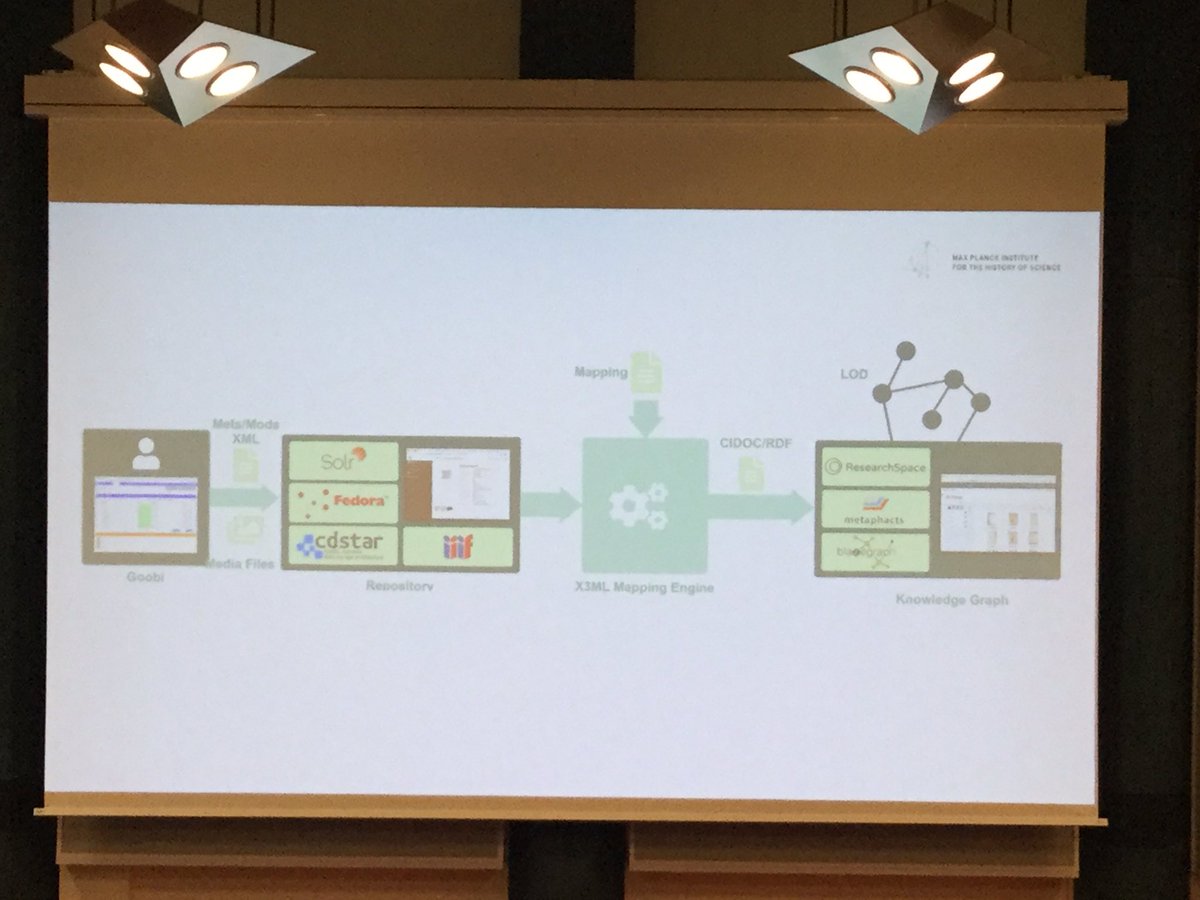 MAX PLANCK INSTITUTE
FOR THE HISTORY OF SCIENCE
Mapping
LOD
Mets/Mods
XML
CIDOC/RDF
Solr
Fedora
cdstar
iiif
ResearchSpace
metaphacts
blazegraph
Media Files
Goobi
Repository
X3ML Mapping Engine
Knowledge Graph